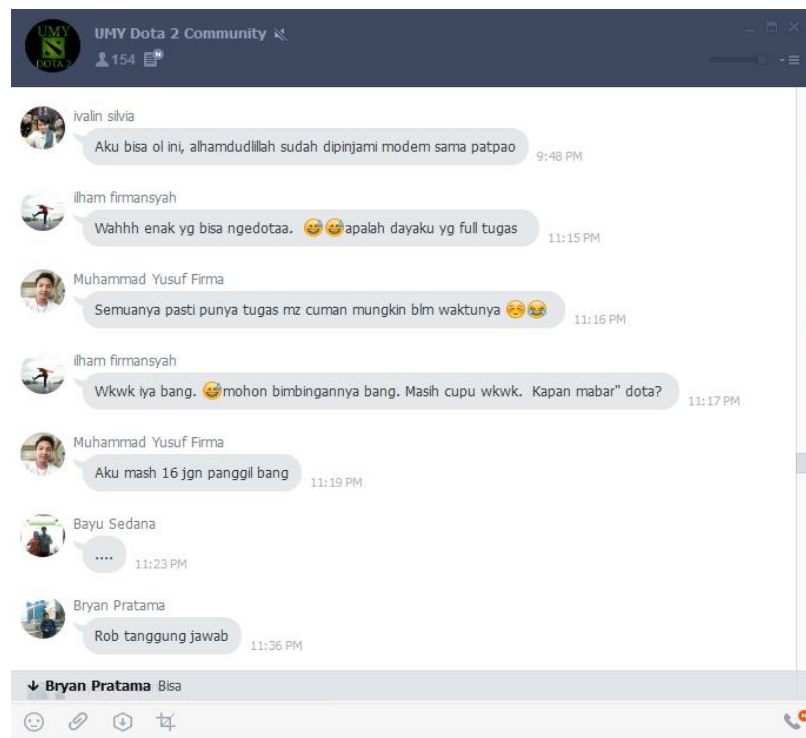 UMY
DOTA 2
UMY Dota 2 Community
154
N
ivalin silvia
Aku bisa ol ini, alhamdudlillah sudah dipinjami modem sama patpao
9:48 PM
ilham firmansyah
Wahhh enak yg bisa ngedotaa. 😅😅apalah dayaku yg full tugas
11:15 PM
Muhammad Yusuf Firma
Semuanya pasti punya tugas mz cuman mungkin blm waktunya ☺️😂
11:16 PM
ilham firmansyah
Wkwk iya bang. 😅mohon bimbingannya bang. Masih cupu wkwk. Kapan mabar" dota?
11:17 PM
Muhammad Yusuf Firma
Aku mash 16 jgn panggil bang
11:19 PM
Bayu Sedana
....
11:23 PM
Bryan Pratama
Rob tanggung jawab
11:36 PM
Bryan Pratama Bisa